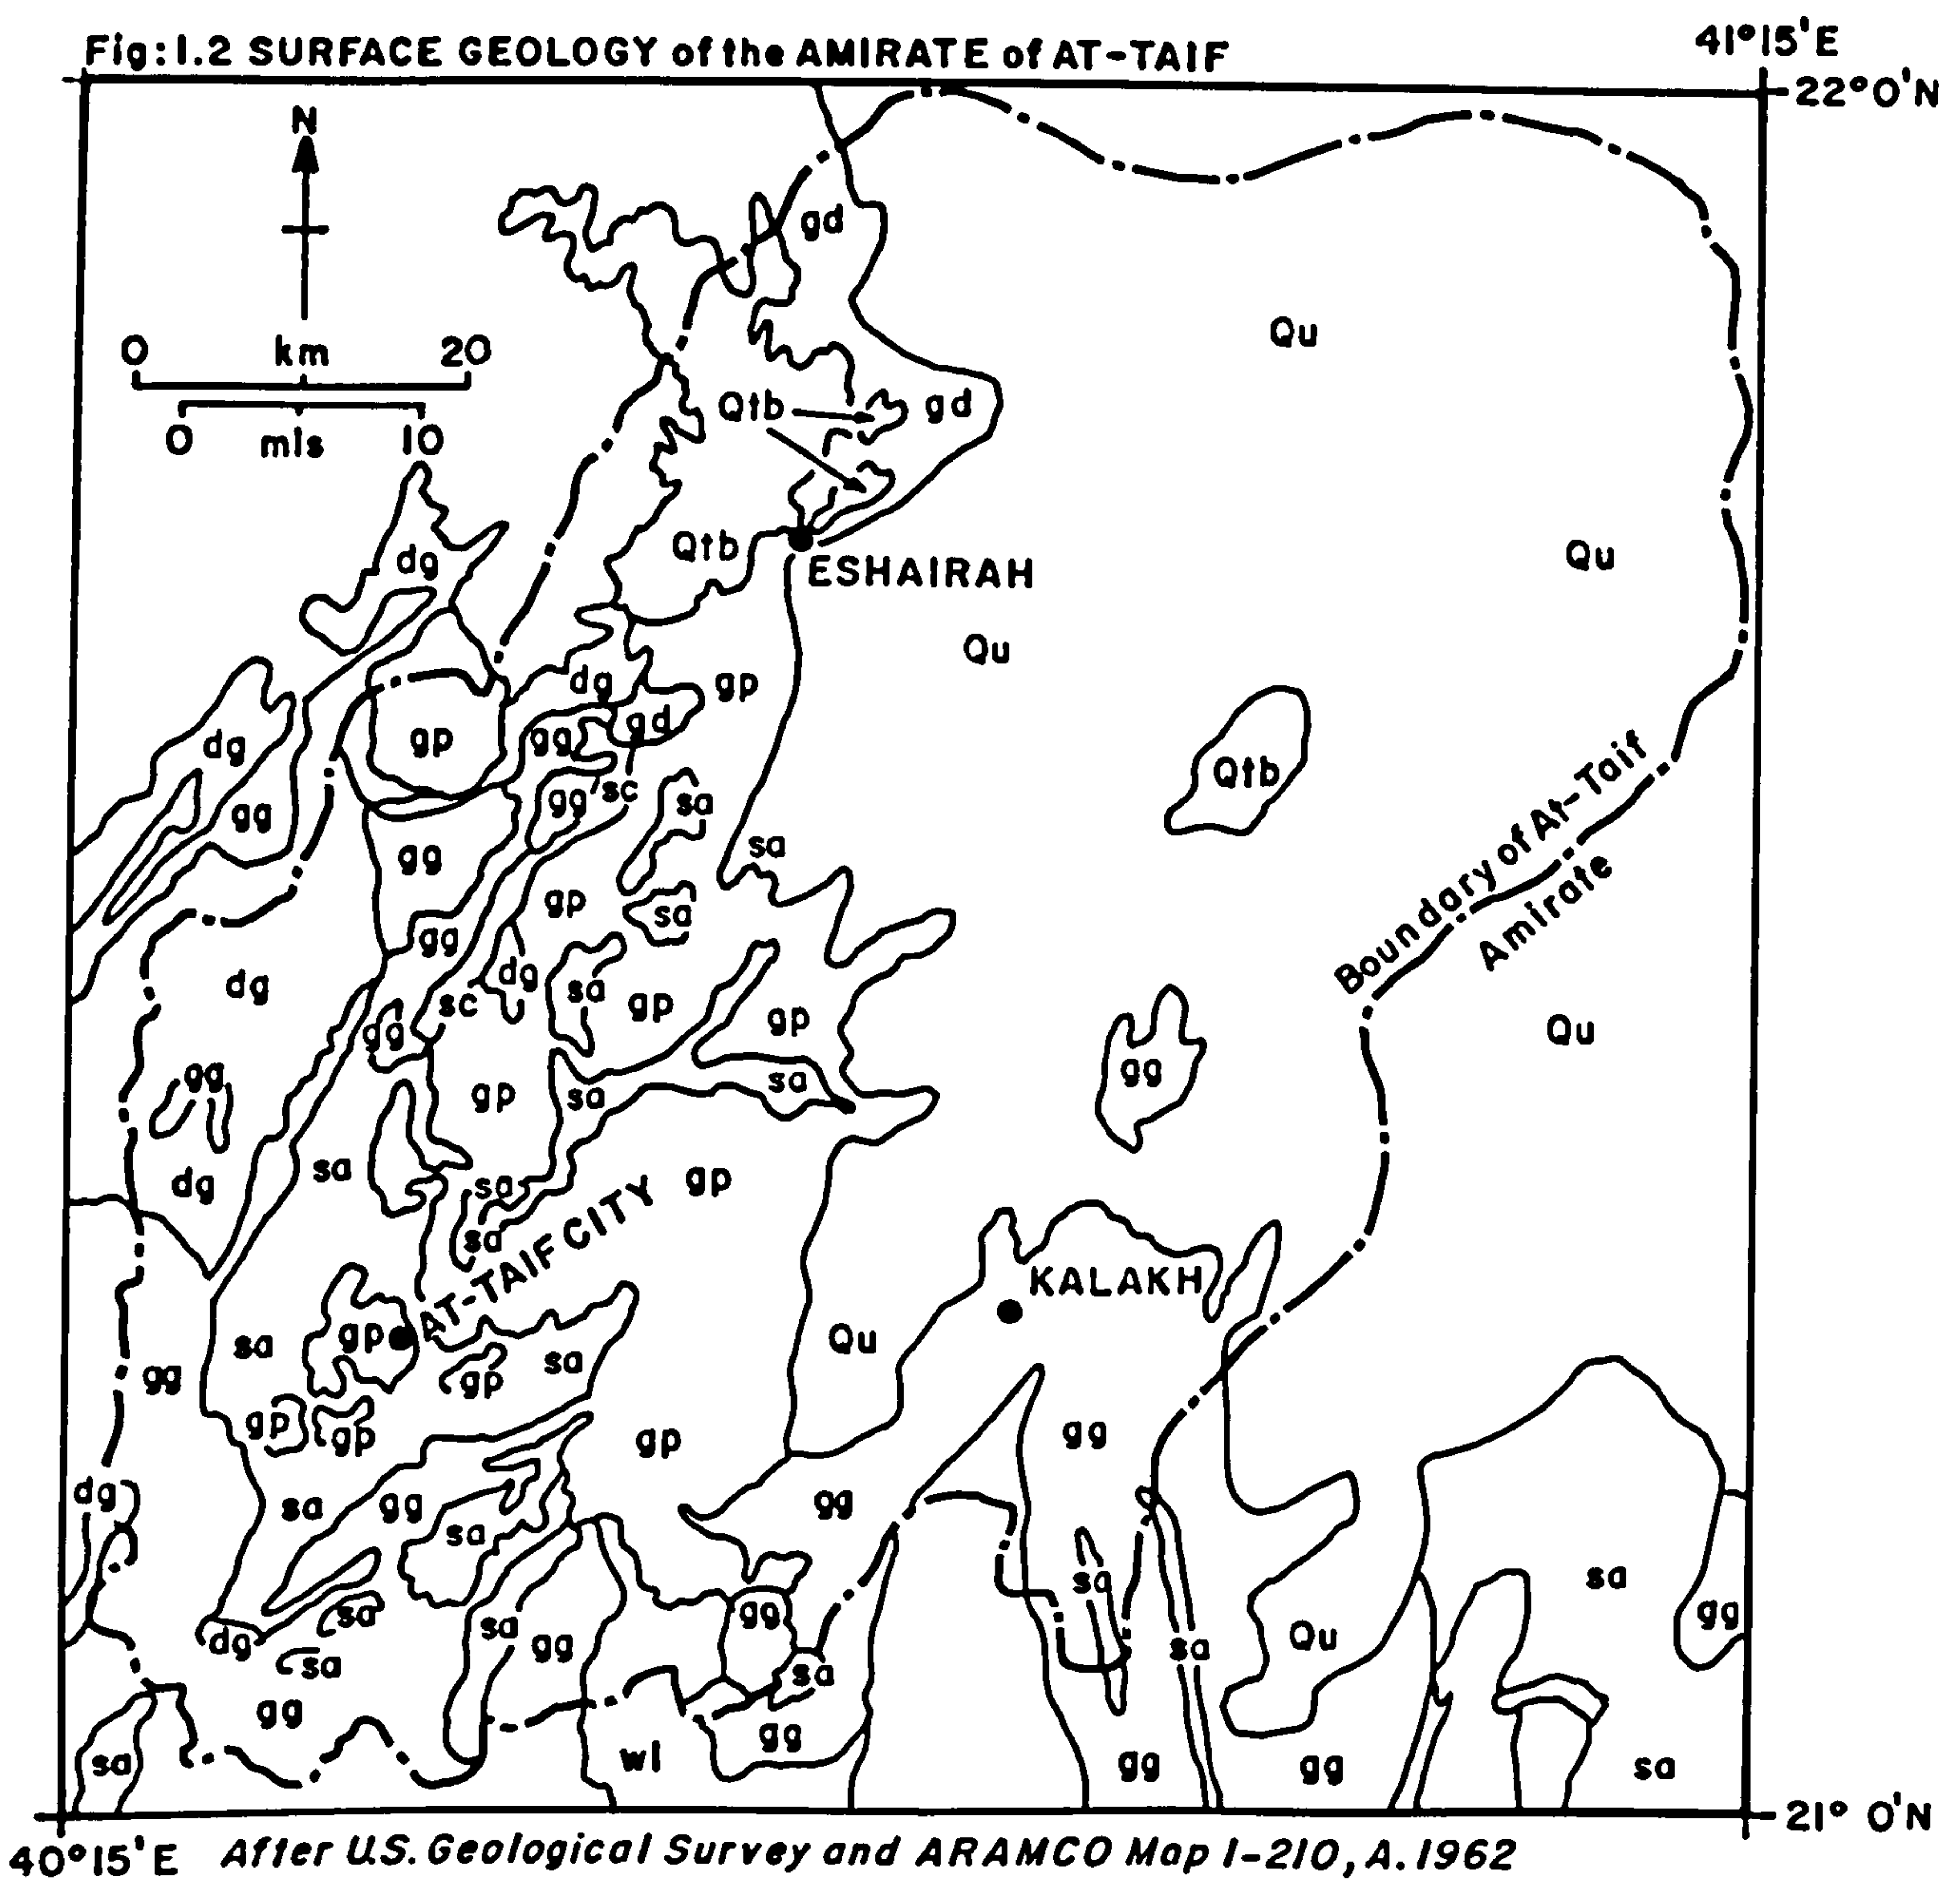 Fig:1.2 SURFACE GEOLOGY of the AMIRATE of AT-TAIF
41°15'E
22°0'N
N
gd
Qu
0 km 20
Qtb
gd
0 mls 10
Qtb
dg
Qu
ESHAIRAH
Qu
dg
gp
gd
dg
gp
gg
Qtb
gg
sc
sa
gg
sa
gg
Boundary of At-Taif
Amirate
gp
sa
gg
dg
dg
sa
gp
sc
gp
Qu
gg
gg
gg
sa
gp
sa
dg
sa
gp
sa
sa
AT-TAIF CITY
KALAKH
gp
Qu
sa
sa
gg
gp
gp
gp
gp
gg
dg
gg
sa
gg
sa
sa
sa
gg
gg
sa
sa
gg
Qu
dg
gg
sa
sa
sa
gg
gg
wl
sa
gg
gg
sa
21° 0'N
40°15'E After U.S. Geological Survey and ARAMCO Map I-210, A. 1962